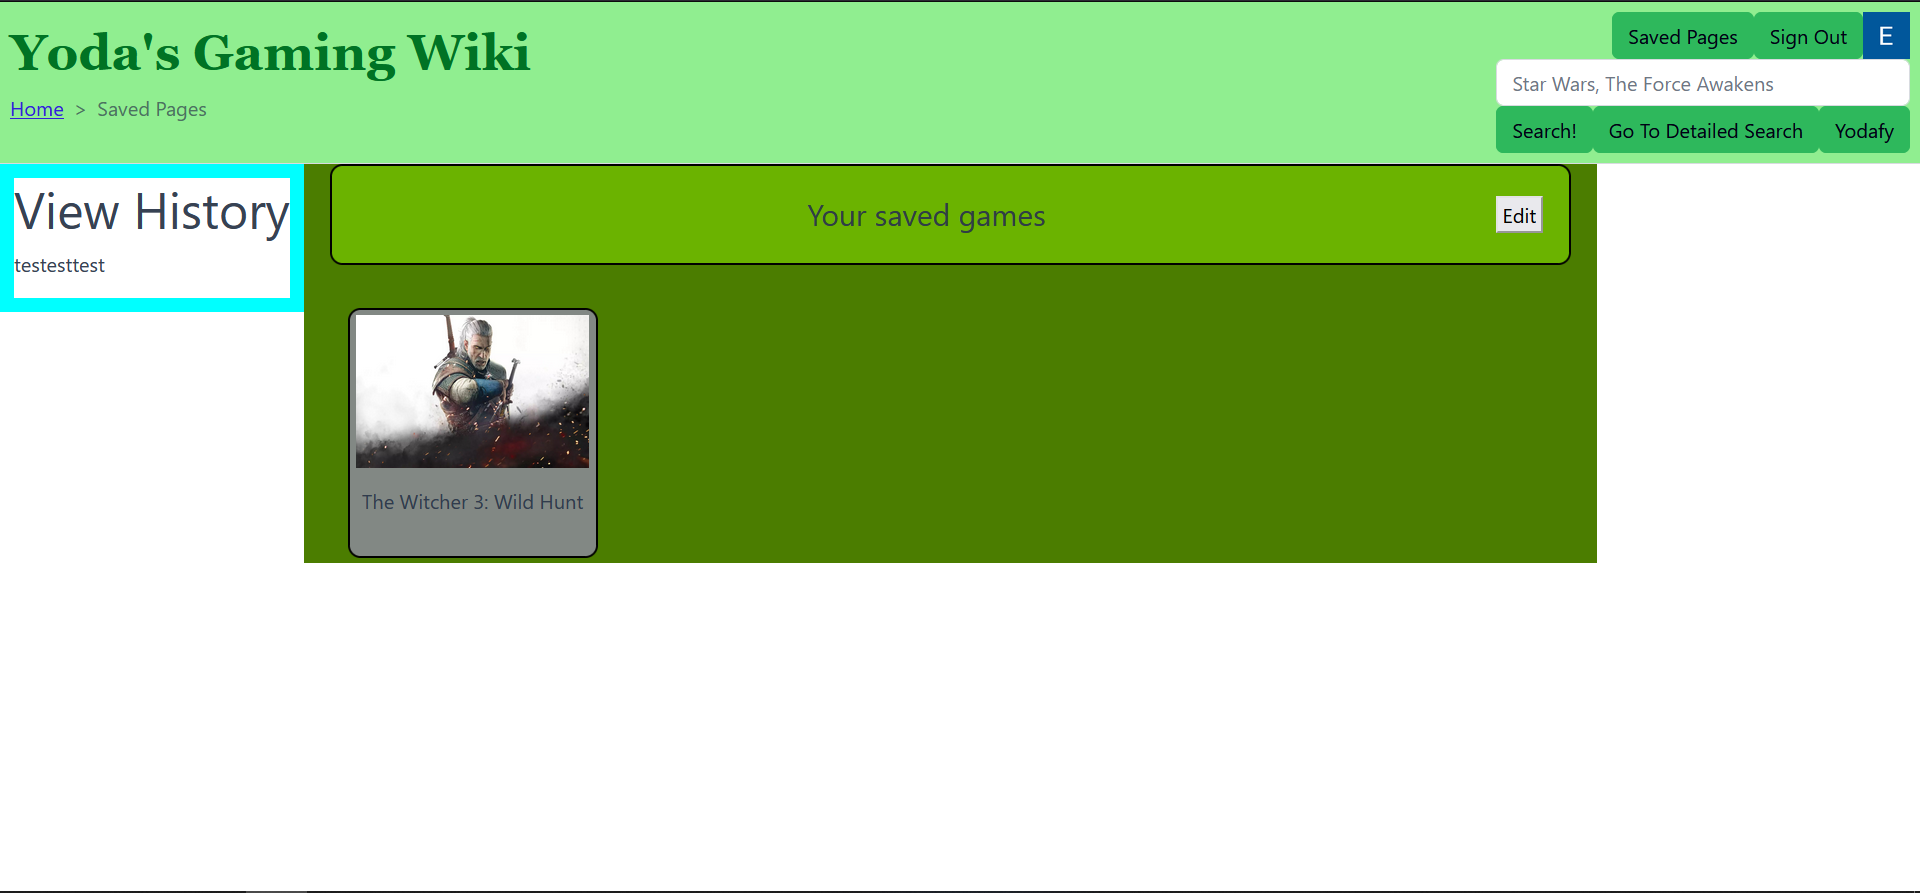 Yoda's Gaming Wiki
Home > Saved Pages
Saved Pages Sign Out E
Star Wars, The Force Awakens
Search! Go To Detailed Search Yodafy
View History
testesttest
Your saved games
Edit
The Witcher 3: Wild Hunt